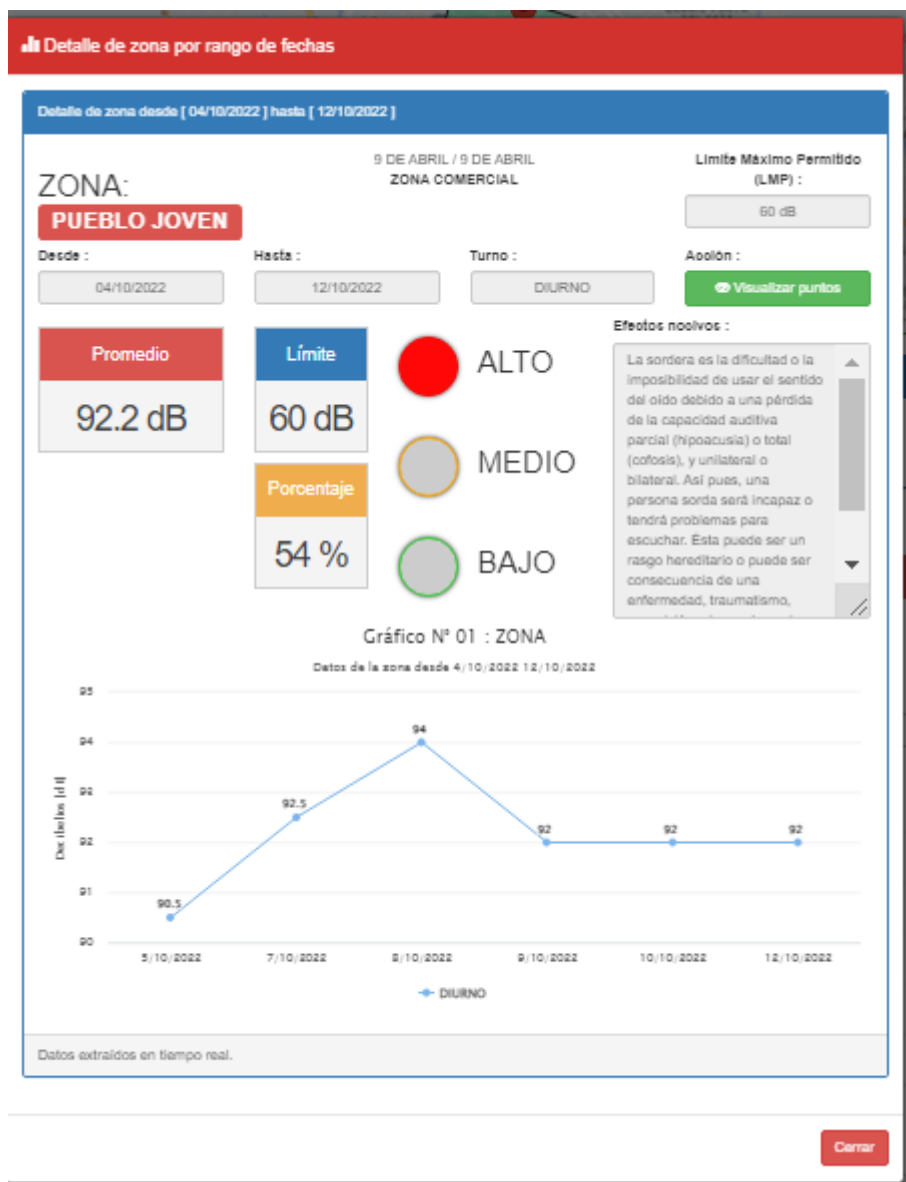 Detalle de zona por rango de fechas
Detalle de zona desde [ 04/10/2022 ] hasta [ 12/10/2022 ]
ZONA:
PUEBLO JOVEN
9 DE ABRIL / 9 DE ABRIL
ZONA COMERCIAL
Limite Máximo Permitido
(LMP) :
60 dB
Desde :
04/10/2022
Hasta :
12/10/2022
Turno :
DIURNO
Acción :
Visualizar puntos
Promedio
92.2 dB
Límite
60 dB
Porcentaje
54 %
ALTO
MEDIO
BAJO
Efectos nocivos :
La sordera es la dificultad o la
imposibilidad de usar el sentido
del oído debido a una pérdida
de la capacidad auditiva
parcial (hipoacusia) o total
(cofosis), y unilateral o
bilateral. Así pues, una
persona sorda será incapaz o
tendrá problemas para
escuchar. Ésta puede ser un
rasgo hereditario o puede ser
consecuencia de una
enfermedad, traumatismo,
Gráfico Nº 01 : ZONA
Datos de la zona desde 4/10/2022 12/10/2022
Decibelios [dB]
95
94
93
92
91
90
90.5
92.5
94
92
92
92
5/10/2022
7/10/2022
8/10/2022
9/10/2022
10/10/2022
12/10/2022
DIURNO
Datos extraídos en tiempo real.
Cerrar